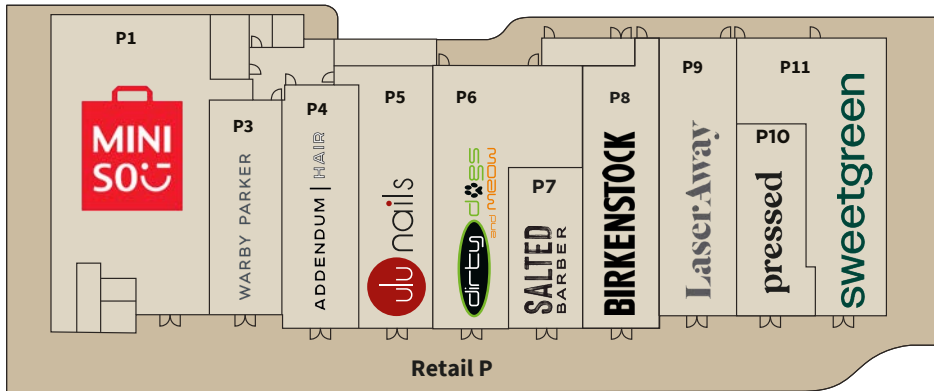 P1
MINI
SO
P3
WARBY PARKER
P4
ADDENDUM | HAIR
P5
ulu nails
P6
dirty dogs
and meow
P7
SALTED
BARBER
P8
BIRKENSTOCK
P9
LaserAway
P10
pressed
P11
sweetgreen
Retail P